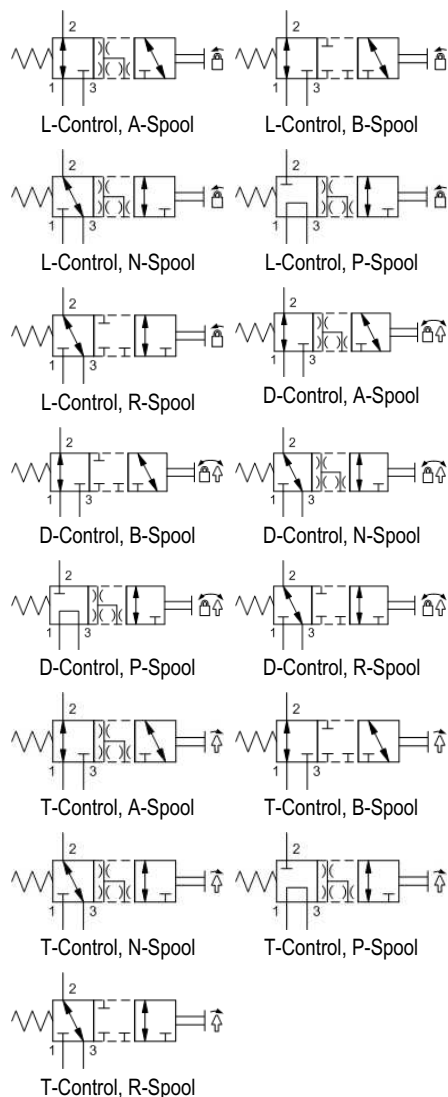 2
1 3
L-Control, A-Spool
2
1 3
L-Control, B-Spool
2
1 3
L-Control, N-Spool
2
1 3
L-Control, P-Spool
2
1 3
L-Control, R-Spool
2
1 3
D-Control, A-Spool
2
1 3
D-Control, B-Spool
2
1 3
D-Control, N-Spool
2
1 3
D-Control, P-Spool
2
1 3
D-Control, R-Spool
2
1 3
T-Control, A-Spool
2
1 3
T-Control, B-Spool
2
1 3
T-Control, N-Spool
2
1 3
T-Control, P-Spool
2
1 3
T-Control, R-Spool